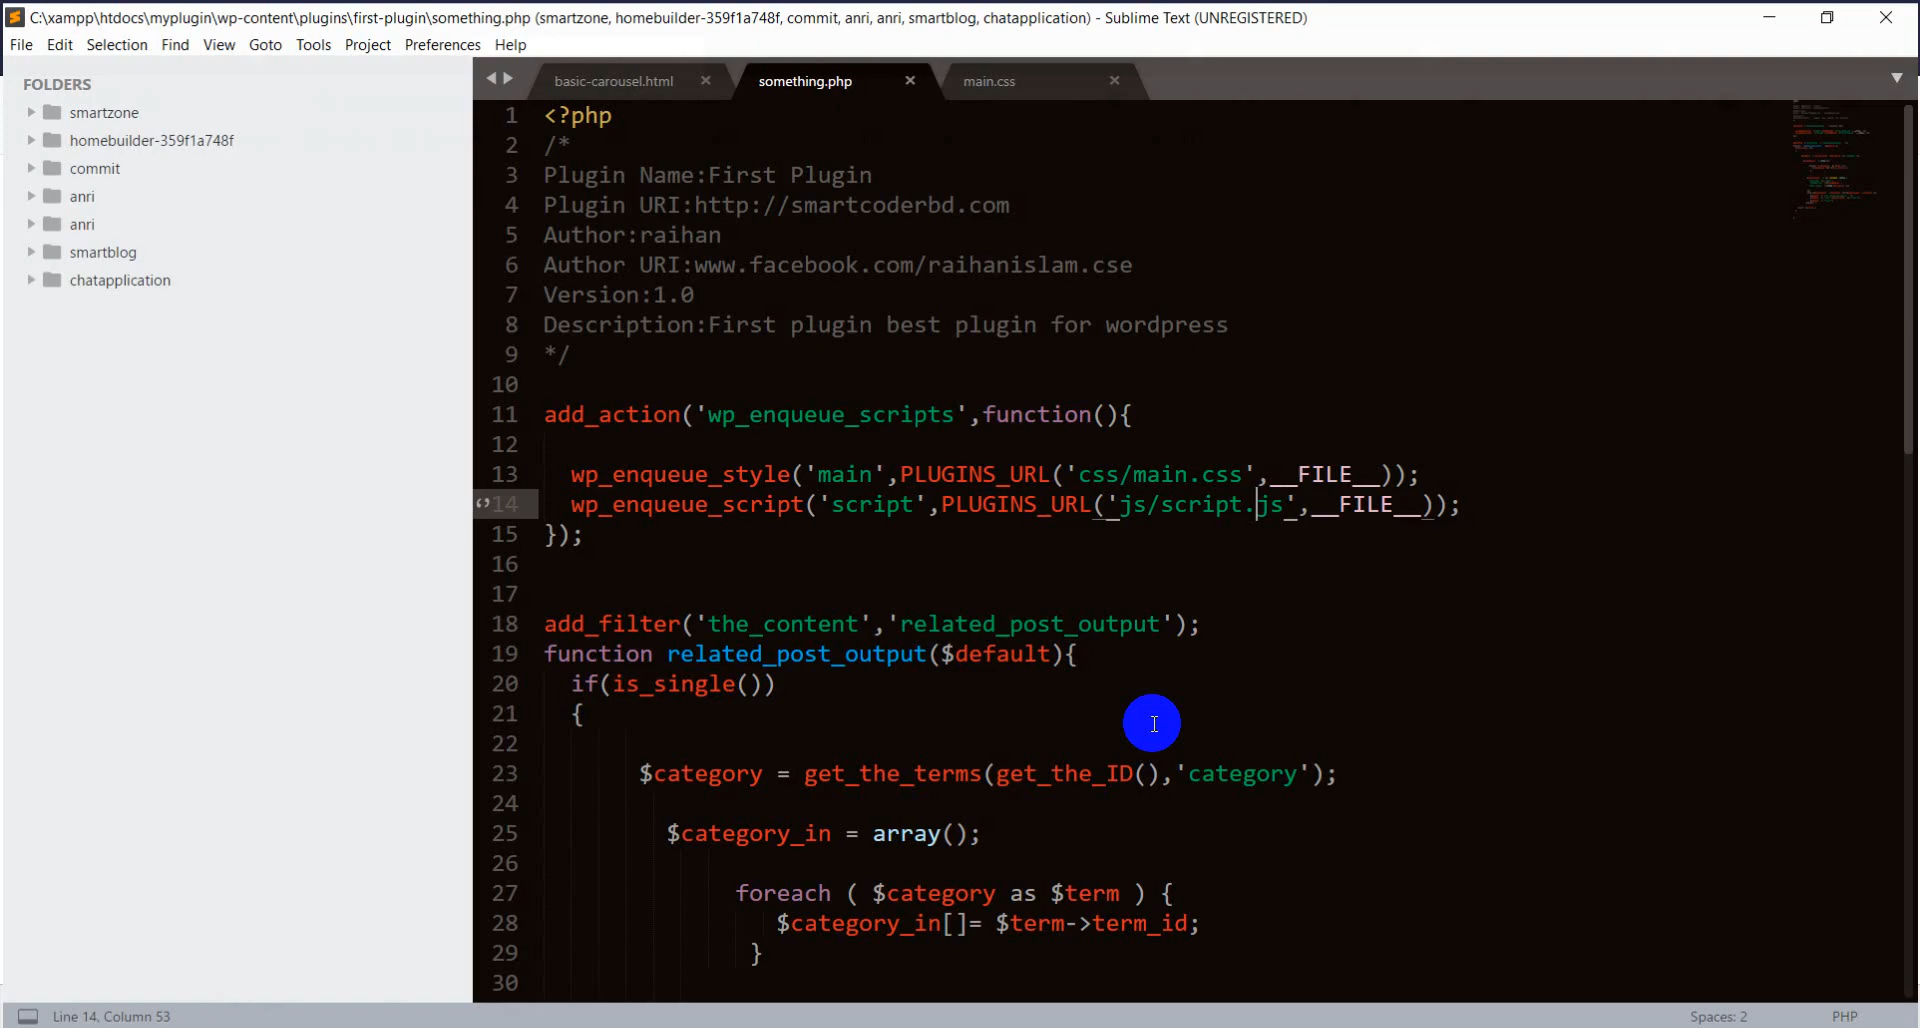 C:\xampp\htdocs\myplugin\wp-content\plugins\first-plugin\something.php (smartzone, homebuilder-359f1a748f, commit, anri, anri, smartblog, chatapplication) - Sublime Text (UNREGISTERED)
File Edit Selection Find View Goto Tools Project Preferences Help
FOLDERS
smartzone
homebuilder-359f1a748f
commit
anri
anri
smartblog
chatapplication
basic-carousel.html something.php main.css
1 <?php
2 /*
3 Plugin Name:First Plugin
4 Plugin URI:http://smartcoderbd.com
5 Author:raihan
6 Author URI:www.facebook.com/raihanislam.cse
7 Version:1.0
8 Description:First plugin best plugin for wordpress
9 */
10
11 add_action('wp_enqueue_scripts',function(){
12
13 wp_enqueue_style('main',PLUGINS_URL('css/main.css',__FILE__));
14 wp_enqueue_script('script',PLUGINS_URL('js/script.js',__FILE__));
15 });
16
17
18 add_filter('the_content','related_post_output');
19 function related_post_output($default){
20 if(is_single())
21 {
22
23 $category = get_the_terms(get_the_ID(),'category');
24
25 $category_in = array();
26
27 foreach ( $category as $term ) {
28 $category_in[]= $term->term_id;
29 }
30
Line 14, Column 53 Spaces: 2 PHP